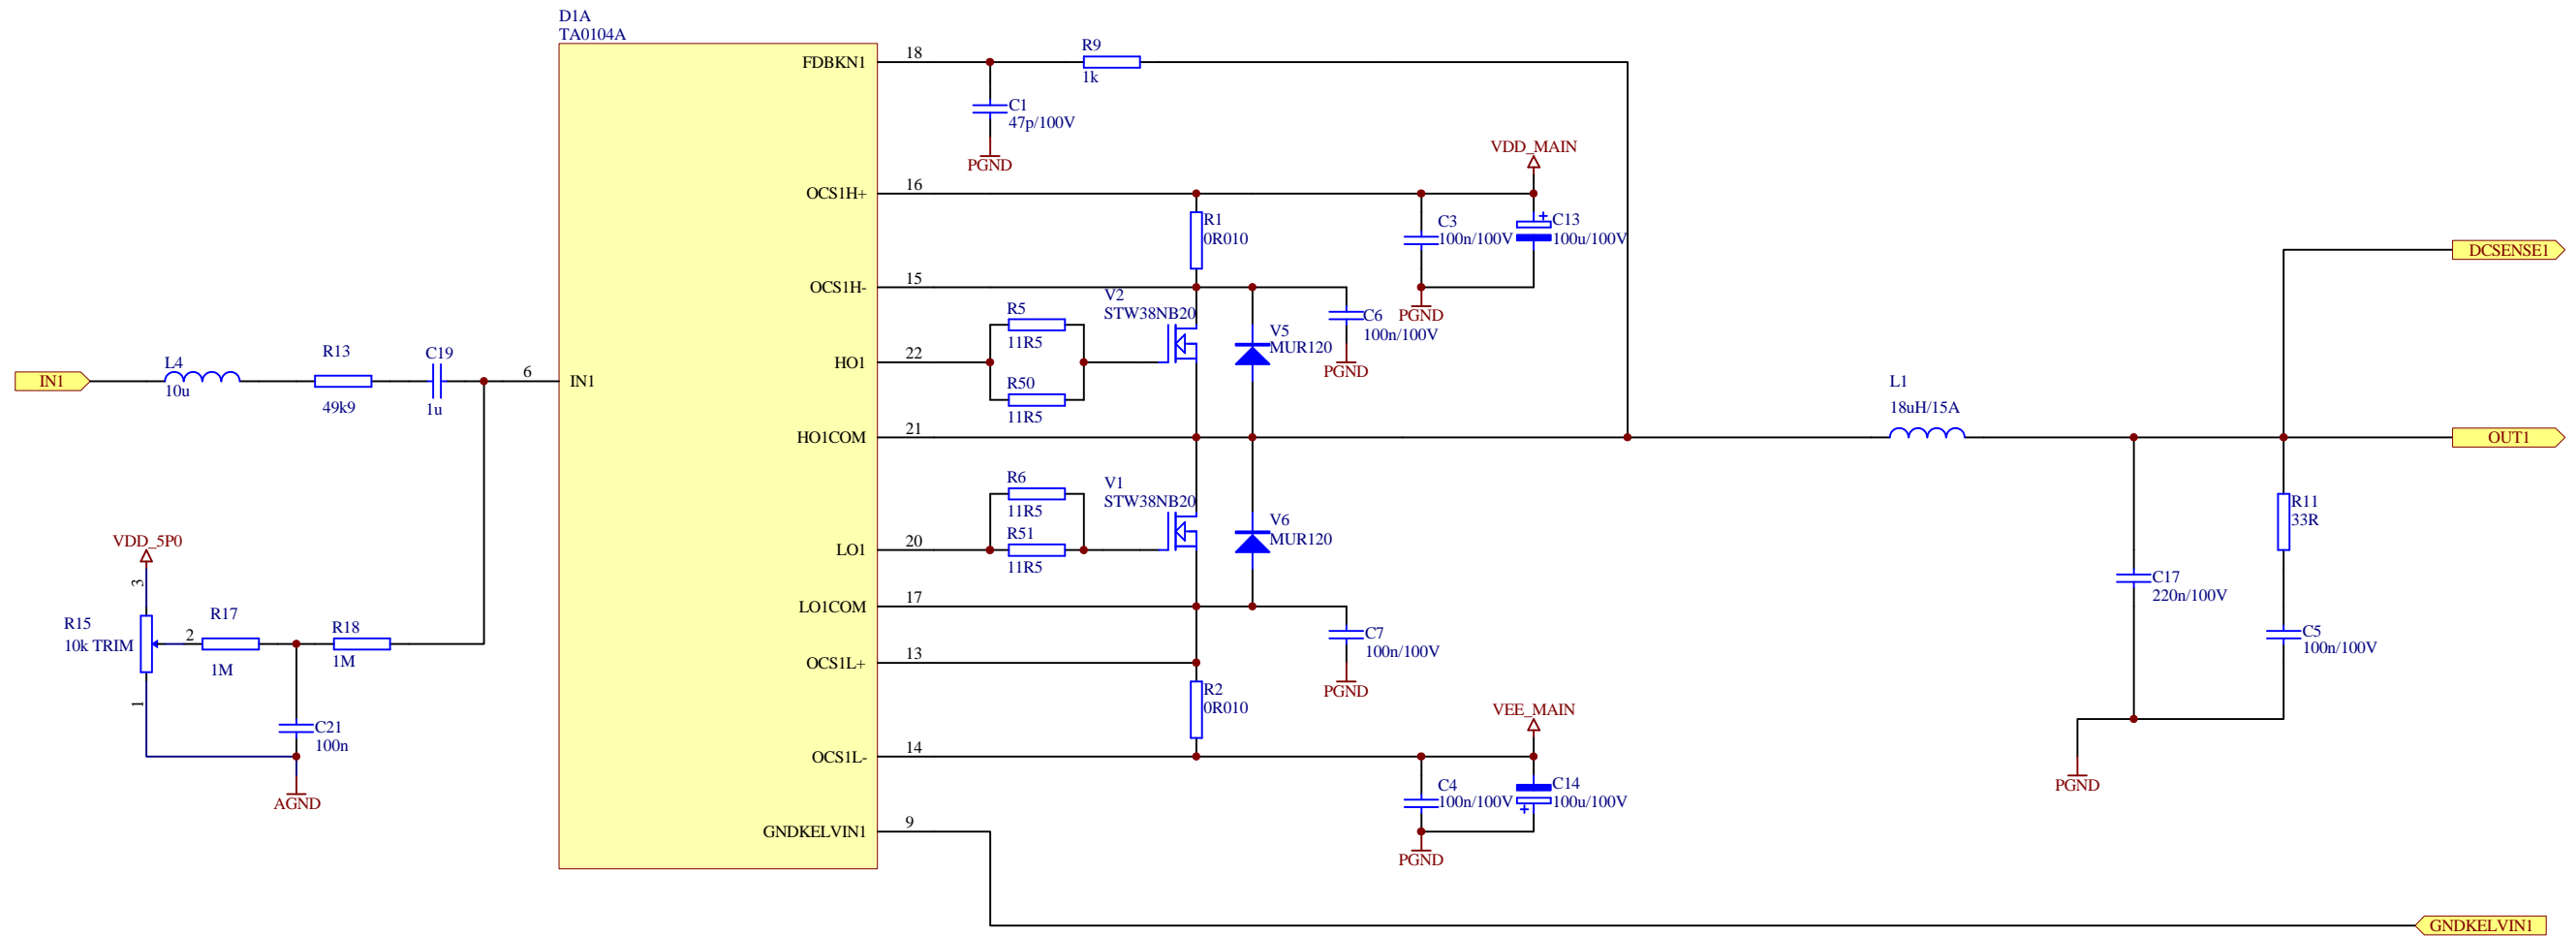 D1A
TA0104A
FDBKN1
18
R9
1k
C1
47p/100V
PGND
VDD_MAIN
OCS1H+
16
R1
0R010
C3
100n/100V
C13
100u/100V
PGND
DCSENSE1
OCS1H-
15
V2
STW38NB20
R5
11R5
C6
100n/100V
PGND
V5
MUR120
HO1
22
R50
11R5
IN1
L4
10u
R13
49k9
C19
1u
6
IN1
HO1COM
21
L1
18uH/15A
OUT1
R6
11R5
V1
STW38NB20
R51
11R5
V6
MUR120
LO1
20
R11
33R
C17
220n/100V
C5
100n/100V
PGND
VDD_5P0
3
R15
10k TRIM
2
1
R17
1M
R18
1M
C21
100n
AGND
LO1COM
17
C7
100n/100V
PGND
OCS1L+
13
R2
0R010
VEE_MAIN
OCS1L-
14
C4
100n/100V
C14
100u/100V
PGND
GNDKELVIN1
9
GNDKELVIN1